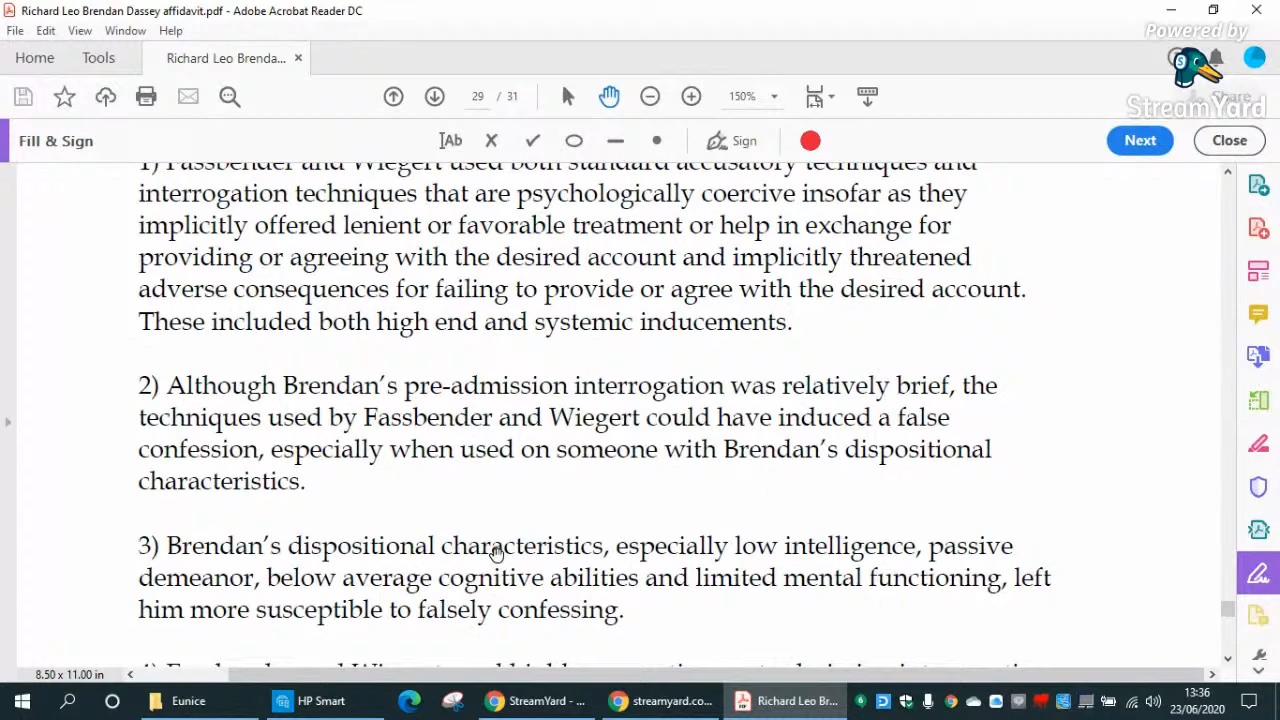 Richard Leo Brendan Dassey affidavit.pdf - Adobe Acrobat Reader DC
File Edit View Window Help
Powered by
Home Tools Richard Leo Brenda... ×
StreamYard
Share
29 / 31 150%
Fill & Sign Ab Sign Next Close
1) Fassbender and Wiegert used both standard accusatory techniques and
interrogation techniques that are psychologically coercive insofar as they
implicitly offered lenient or favorable treatment or help in exchange for
providing or agreeing with the desired account and implicitly threatened
adverse consequences for failing to provide or agree with the desired account.
These included both high end and systemic inducements.
2) Although Brendan’s pre-admission interrogation was relatively brief, the
techniques used by Fassbender and Wiegert could have induced a false
confession, especially when used on someone with Brendan’s dispositional
characteristics.
3) Brendan’s dispositional characteristics, especially low intelligence, passive
demeanor, below average cognitive abilities and limited mental functioning, left
him more susceptible to falsely confessing.
8.50 x 11.00 in
Eunice HP Smart StreamYard - ... streamyard.co... Richard Leo Br... 13:36
23/06/2020